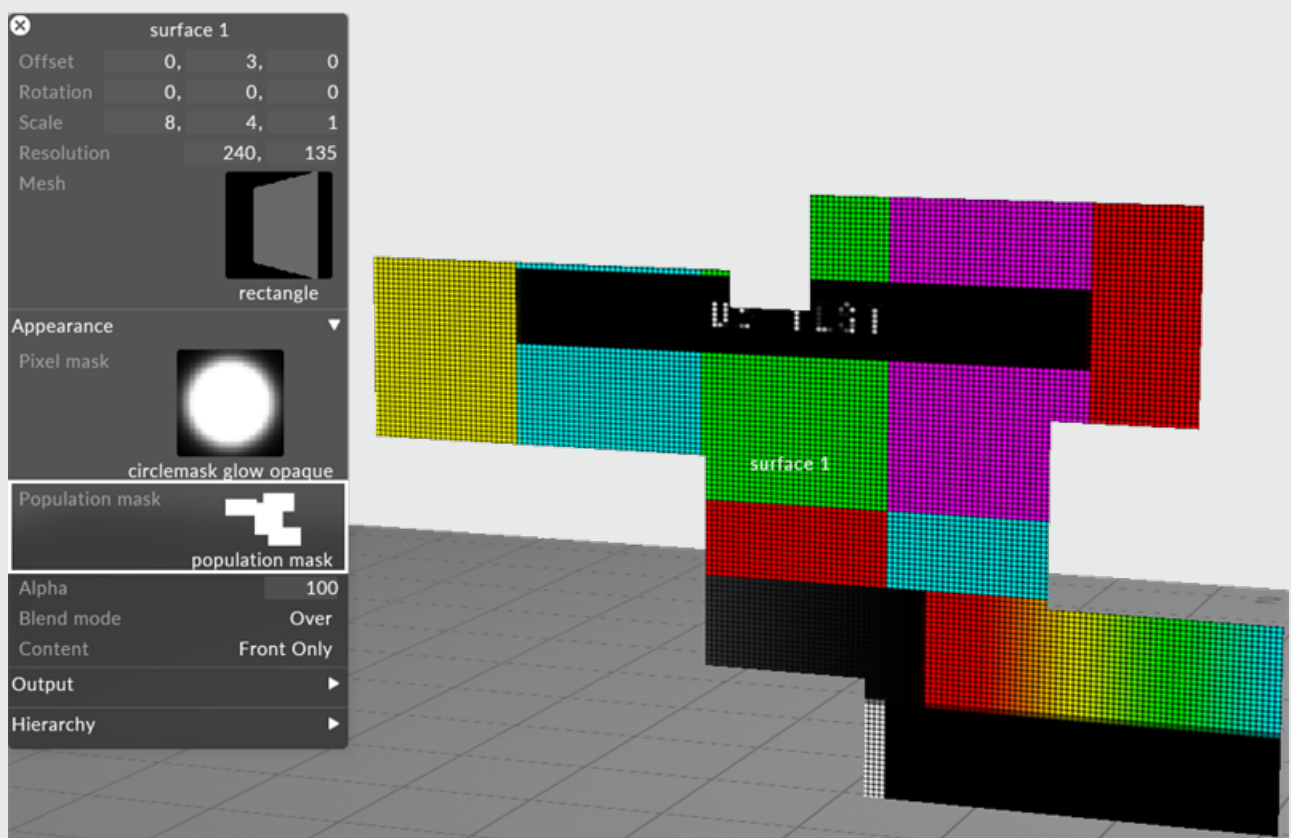 surface 1
Offset 0, 3, 0
Rotation 0, 0, 0
Scale 8, 4, 1
Resolution 240, 135
Mesh
rectangle
Appearance
Pixel mask
circlemask glow opaque
Population mask
population mask
Alpha 100
Blend mode Over
Content Front Only
Output
Hierarchy
surface 1